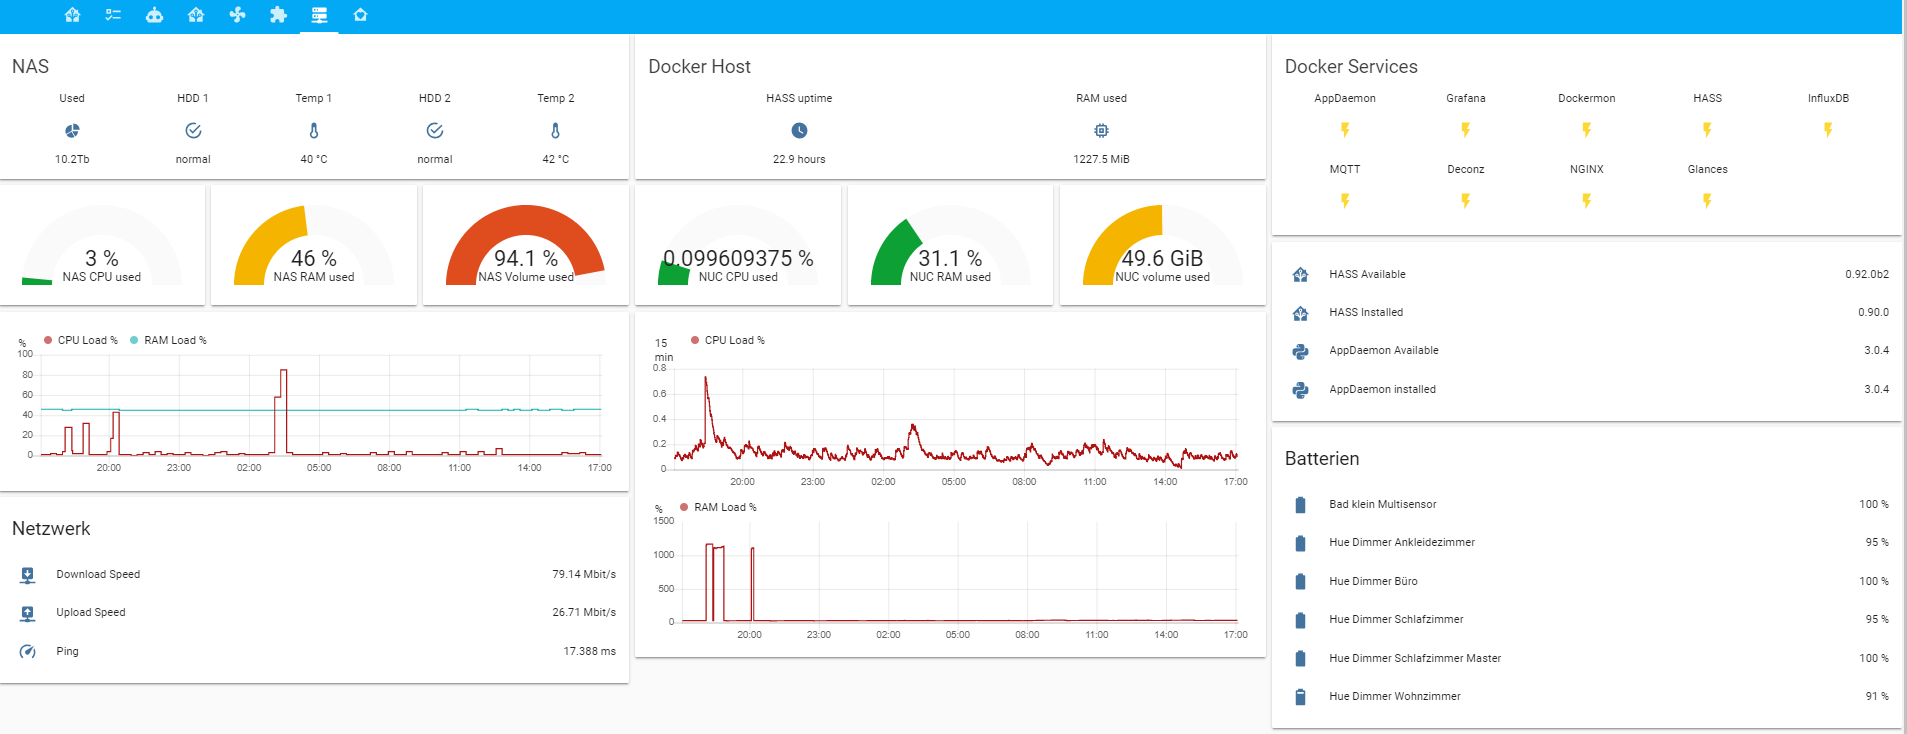 NAS
Used HDD 1 Temp 1 HDD 2 Temp 2
10.2Tb normal 40 °C normal 42 °C
3 %
NAS CPU used
46 %
NAS RAM used
94.1 %
NAS Volume used
% CPU Load % RAM Load %
100
80
60
40
20
0
20:00 23:00 02:00 05:00 08:00 11:00 14:00 17:00
Netzwerk
Download Speed 79.14 Mbit/s
Upload Speed 26.71 Mbit/s
Ping 17.388 ms
Docker Host
HASS uptime RAM used
22.9 hours 1227.5 MiB
0.099609375 %
NUC CPU used
31.1 %
NUC RAM used
49.6 GiB
NUC volume used
15 min CPU Load %
0.8
0.6
0.4
0.2
0
20:00 23:00 02:00 05:00 08:00 11:00 14:00 17:00
% RAM Load %
1500
1000
500
0
20:00 23:00 02:00 05:00 08:00 11:00 14:00 17:00
Docker Services
AppDaemon Grafana Dockermon HASS InfluxDB
MQTT Deconz NGINX Glances
HASS Available 0.92.0b2
HASS Installed 0.90.0
AppDaemon Available 3.0.4
AppDaemon installed 3.0.4
Batterien
Bad klein Multisensor 100 %
Hue Dimmer Ankleidezimmer 95 %
Hue Dimmer Büro 100 %
Hue Dimmer Schlafzimmer 95 %
Hue Dimmer Schlafzimmer Master 100 %
Hue Dimmer Wohnzimmer 91 %